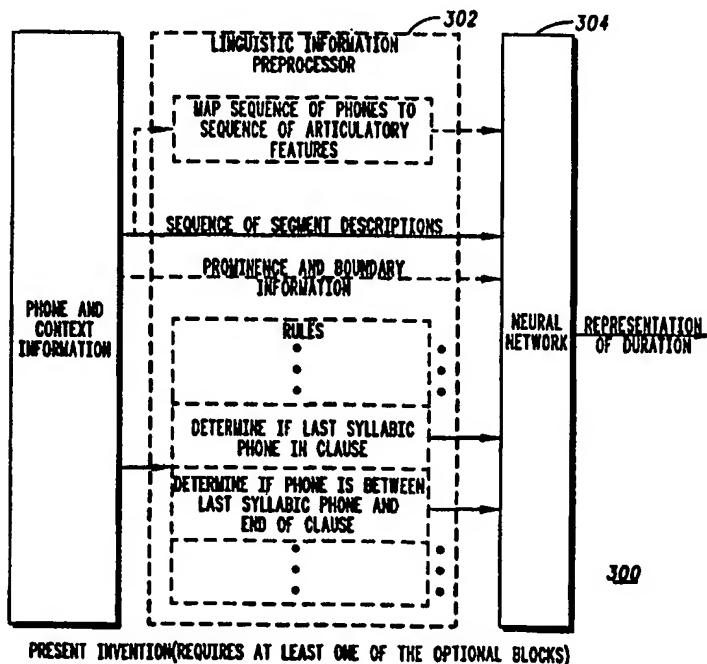 302
304
LINGUISTIC INFORMATION
PREPROCESSOR
MAP SEQUENCE OF PHONES TO
SEQUENCE OF ARTICULATORY
FEATURES
SEQUENCE OF SEGMENT DESCRIPTIONS
PROMINENCE AND BOUNDARY
INFORMATION
PHONE AND
CONTEXT
INFORMATION
RULES
NEURAL
NETWORK
REPRESENTATION
OF DURATION
DETERMINE IF LAST SYLLABIC
PHONE IN CLAUSE
DETERMINE IF PHONE IS BETWEEN
LAST SYLLABIC PHONE AND
END OF CLAUSE
300
PRESENT INVENTION(REQUIRES AT LEAST ONE OF THE OPTIONAL BLOCKS)